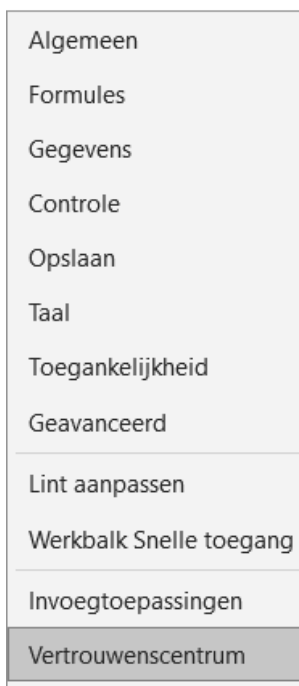 Algemeen
Formules
Gegevens
Controle
Opslaan
Taal
Toegankelijkheid
Geavanceerd
Lint aanpassen
Werkbalk Snelle toegang
Invoegtoepassingen
Vertrouwenscentrum